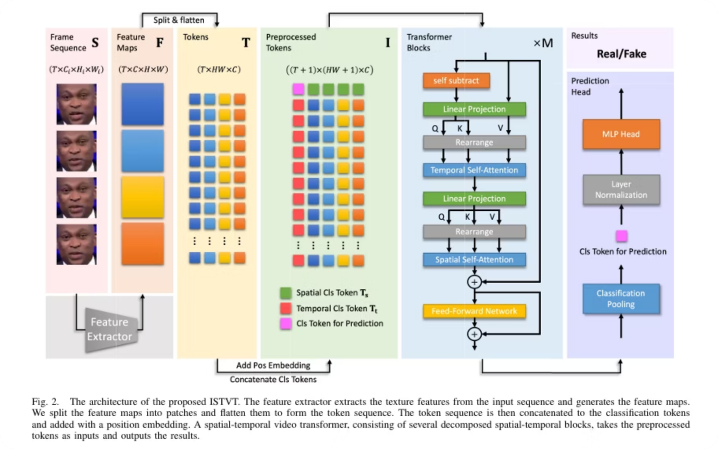 Split & flatten
Frame
Sequence S
(T×Cᵢ×Hᵢ×Wᵢ)
Feature
Maps F
(T×C×H×W)
Feature
Extractor
Tokens
T
(T×HW×C)
Preprocessed
Tokens I
((T + 1)×(HW + 1)×C)
Spatial Cls Token Tₛ
Temporal Cls Token Tₜ
Cls Token for Prediction
Add Pos Embedding
Concatenate Cls Tokens
Transformer
Blocks
×M
self subtract
Linear Projection
Q K V
Rearrange
Temporal Self-Attention
Linear Projection
Q K V
Rearrange
Spatial Self-Attention
Feed-Forward Network
Results
Real/Fake
Prediction
Head
MLP Head
Layer
Normalization
Cls Token for Prediction
Classification
Pooling
Fig. 2. The architecture of the proposed ISTVT. The feature extractor extracts the texture features from the input sequence and generates the feature maps.
We split the feature maps into patches and flatten them to form the token sequence. The token sequence is then concatenated to the classification tokens
and added with a position embedding. A spatial-temporal video transformer, consisting of several decomposed spatial-temporal blocks, takes the preprocessed
tokens as inputs and outputs the results.